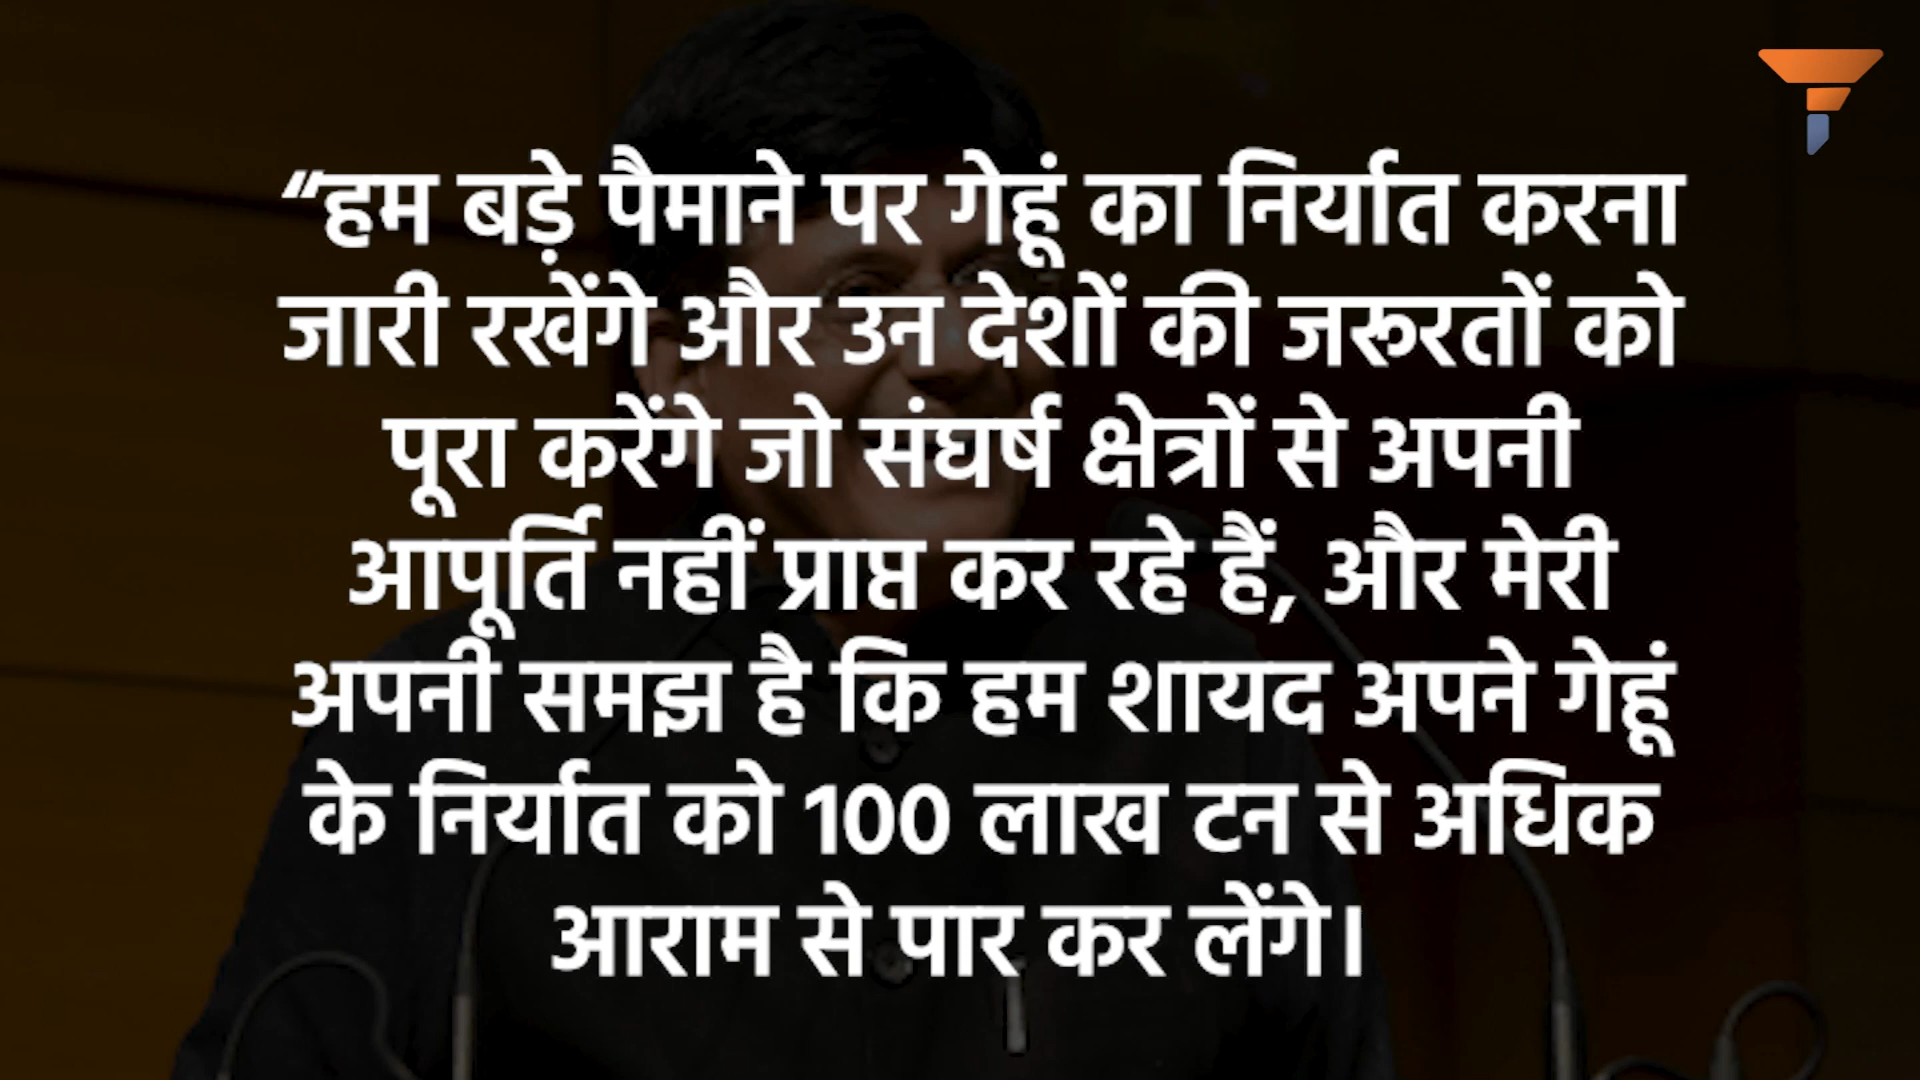 “हम बड़े पैमाने पर गेहूं का निर्यात करना
जारी रखेंगे और उन देशों की जरूरतों को
पूरा करेंगे जो संघर्ष क्षेत्रों से अपनी
आपूर्ति नहीं प्राप्त कर रहे हैं, और मेरी
अपनी समझ है कि हम शायद अपने गेहूं
के निर्यात को 100 लाख टन से अधिक
आराम से पार कर लेंगे।